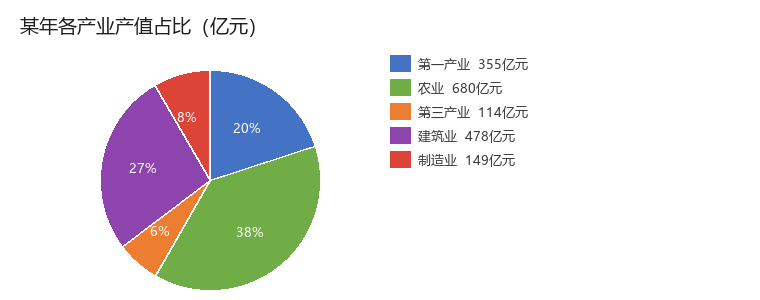 某年各产业产值占比（亿元）
第一产业 355亿元
农业 680亿元
第三产业 114亿元
建筑业 478亿元
制造业 149亿元
8%
20%
27%
6%
38%